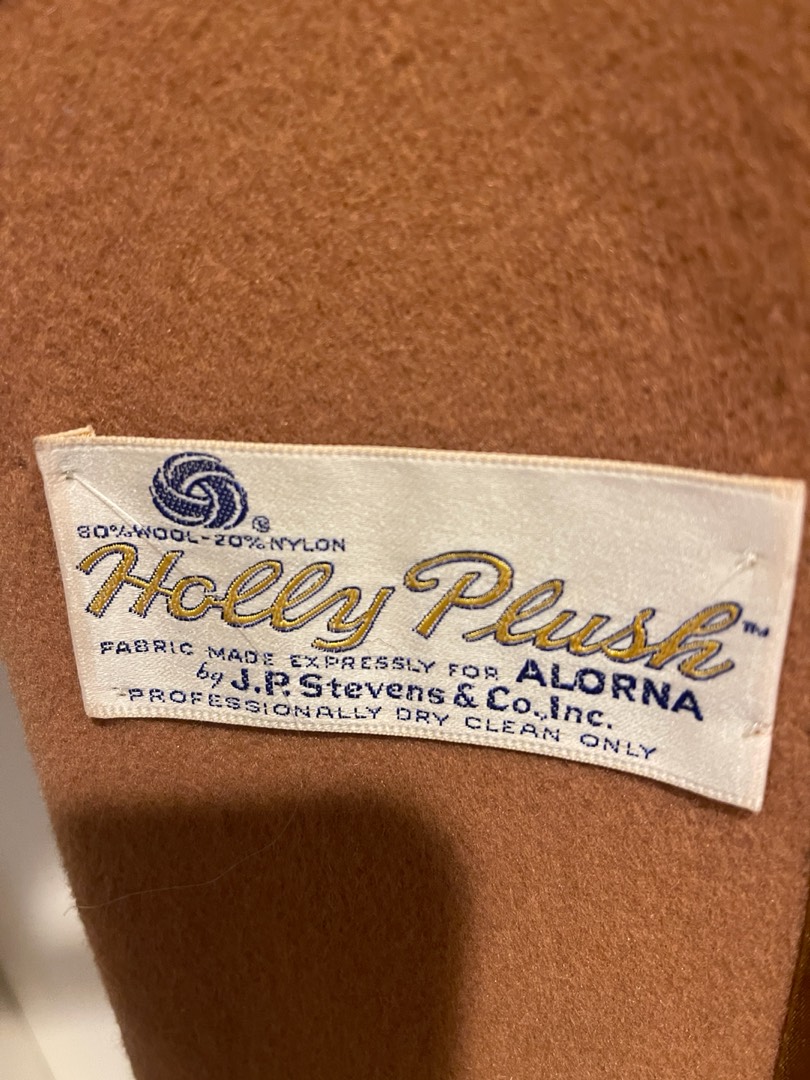 ®
80% WOOL-20% NYLON
Holly Plush™
FABRIC MADE EXPRESSLY FOR ALORNA
by J.P. Stevens & Co., Inc.
PROFESSIONALLY DRY CLEAN ONLY